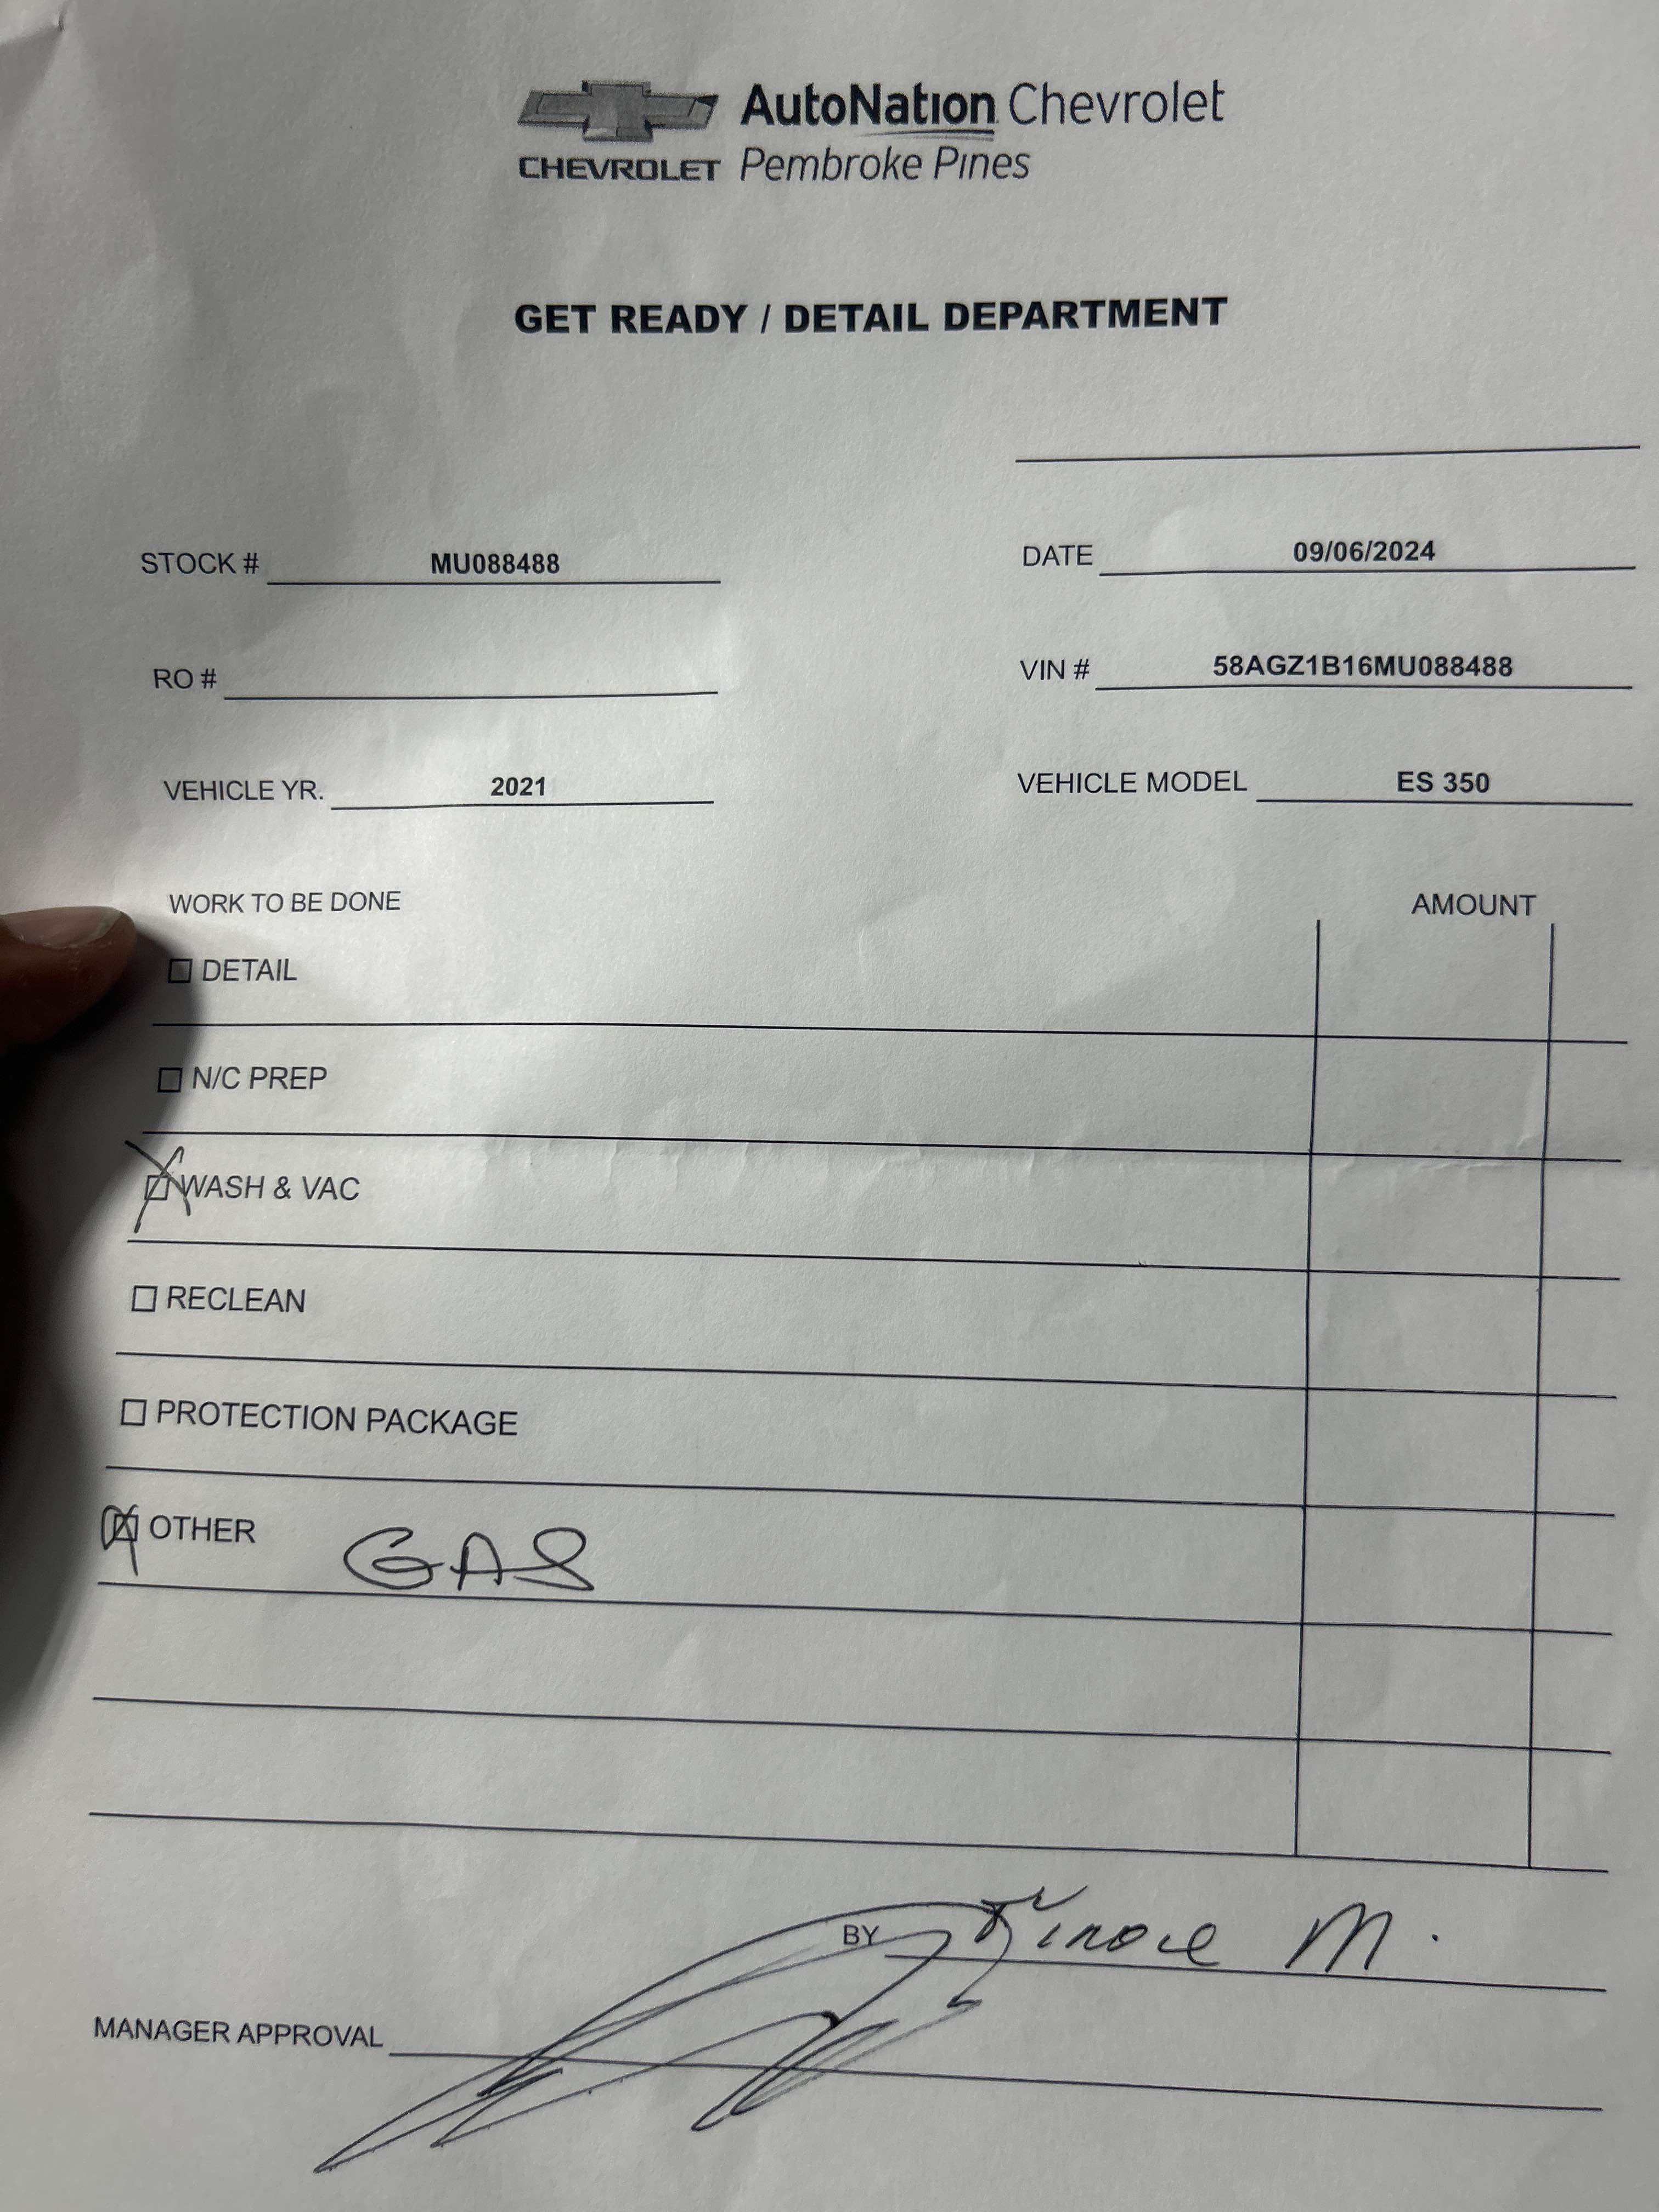 AutoNation Chevrolet
CHEVROLET Pembroke Pines
GET READY / DETAIL DEPARTMENT
STOCK # MU088488 DATE 09/06/2024
RO # VIN # 58AGZ1B16MU088488
VEHICLE YR. 2021 VEHICLE MODEL ES 350
WORK TO BE DONE AMOUNT
DETAIL
N/C PREP
WASH & VAC
RECLEAN
PROTECTION PACKAGE
OTHER GAS
BY M.
MANAGER APPROVAL